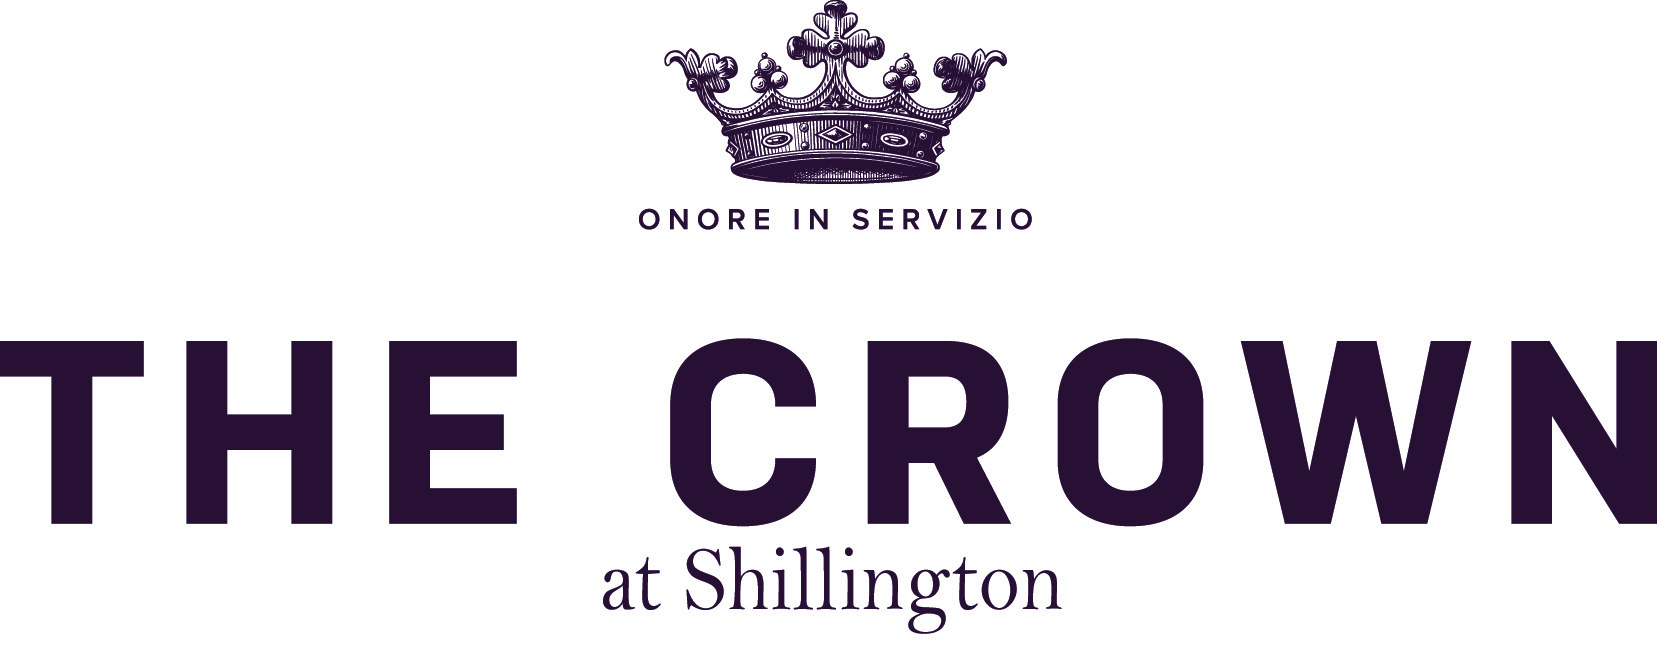 ONORE IN SERVIZIO
THE CROWN
at Shillington